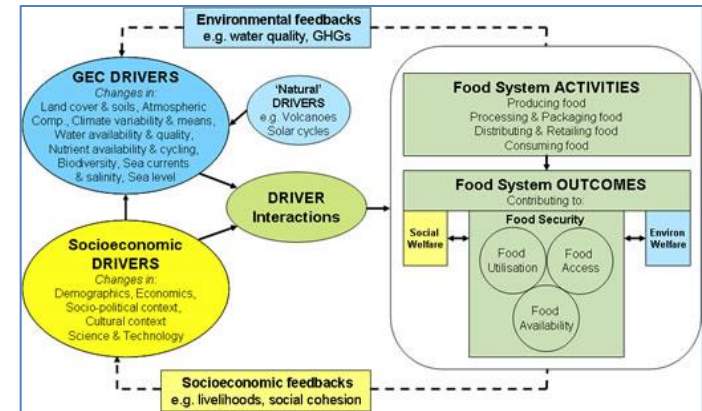 Environmental feedbacks
e.g. water quality, GHGs
GEC DRIVERS
Changes in:
Land cover & soils, Atmospheric
Comp., Climate variability & means,
Water availability & quality,
Nutrient availability & cycling,
Biodiversity, Sea currents
& salinity, Sea level
'Natural'
DRIVERS
e.g. Volcanoes
Solar cycles
DRIVER
Interactions
Socioeconomic
DRIVERS
Changes in:
Demographics, Economics,
Socio-political context,
Cultural context
Science & Technology
Food System ACTIVITIES
Producing food
Processing & Packaging food
Distributing & Retailing food
Consuming food
Food System OUTCOMES
Contributing to:
Social
Welfare
Food Security
Food
Utilisation
Food
Access
Food
Availability
Environ
Welfare
Socioeconomic feedbacks
e.g. livelihoods, social cohesion